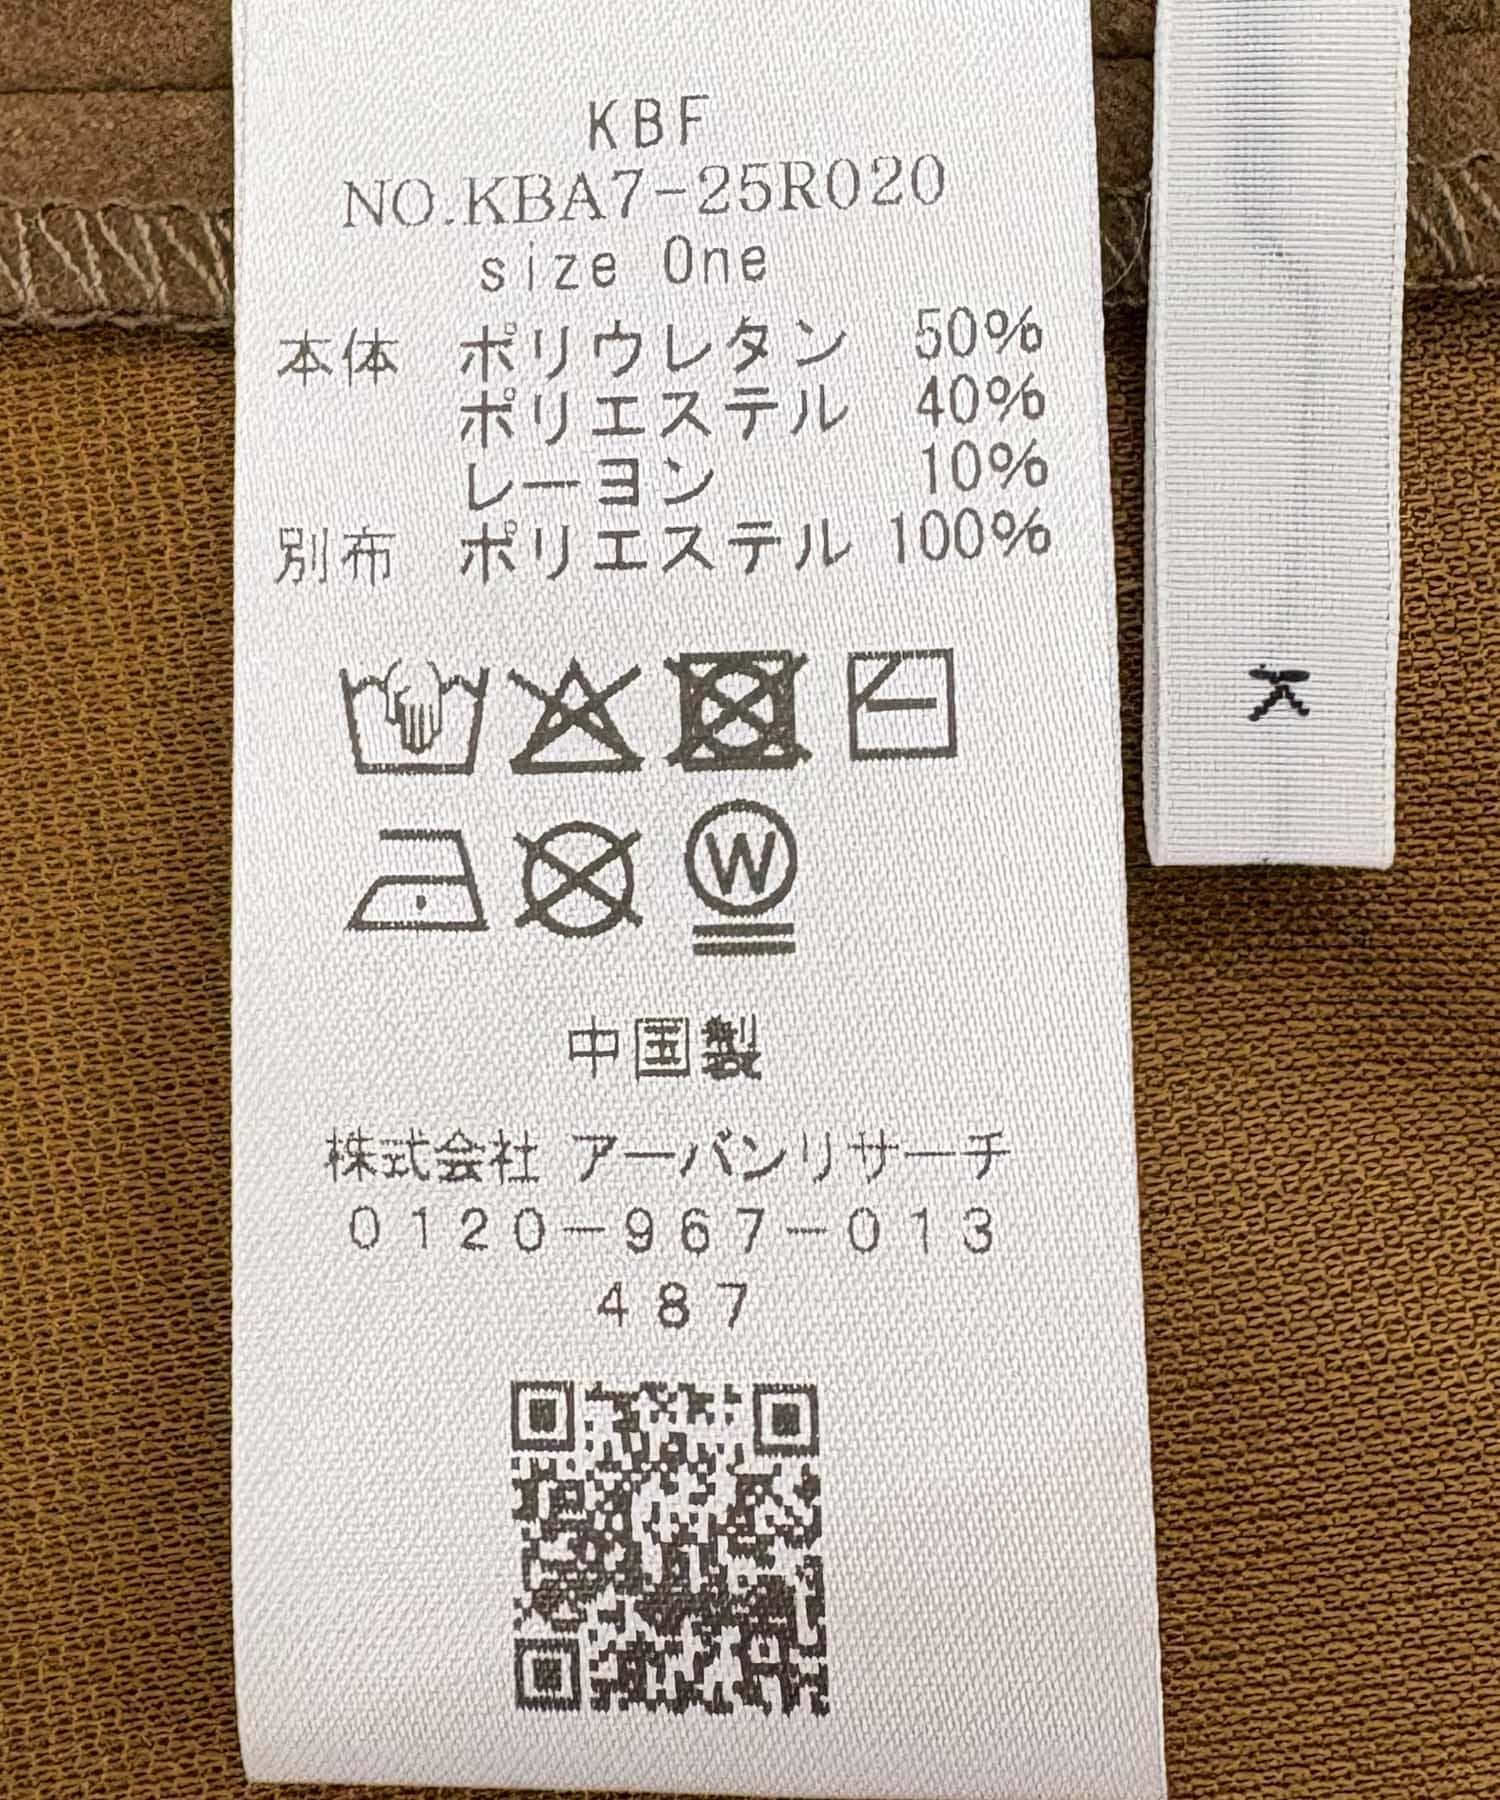 KBF
NO.KBA7-25R020
size One
本体 ポリウレタン 50%
ポリエステル 40%
レーヨン 10%
別布 ポリエステル 100%
W
中国製
株式会社 アーバンリサーチ
0120-967-013
487